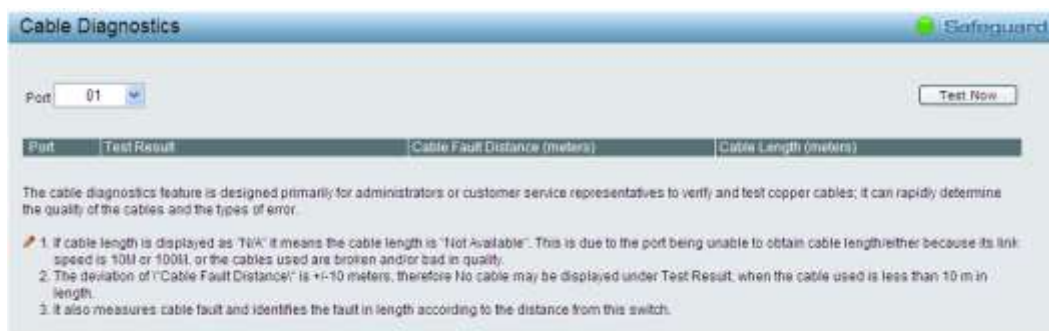 Cable Diagnostics
Safeguard
Port 01
Test Now
Port Test Result Cable Fault Distance (meters) Cable Length (meters)
The cable diagnostics feature is designed primarily for administrators or customer service representatives to verify and test copper cables; it can rapidly determine
the quality of the cables and the types of error.
1. If cable length is displayed as "N/A" it means the cable length is "Not Available". This is due to the port being unable to obtain cable length/either because its link
speed is 10M or 100M, or the cables used are broken and/or bad in quality.
2. The deviation of \"Cable Fault Distance\" is +/-10 meters, therefore No cable may be displayed under Test Result, when the cable used is less than 10 m in
length.
3. It also measures cable fault and identifies the fault in length according to the distance from this switch.